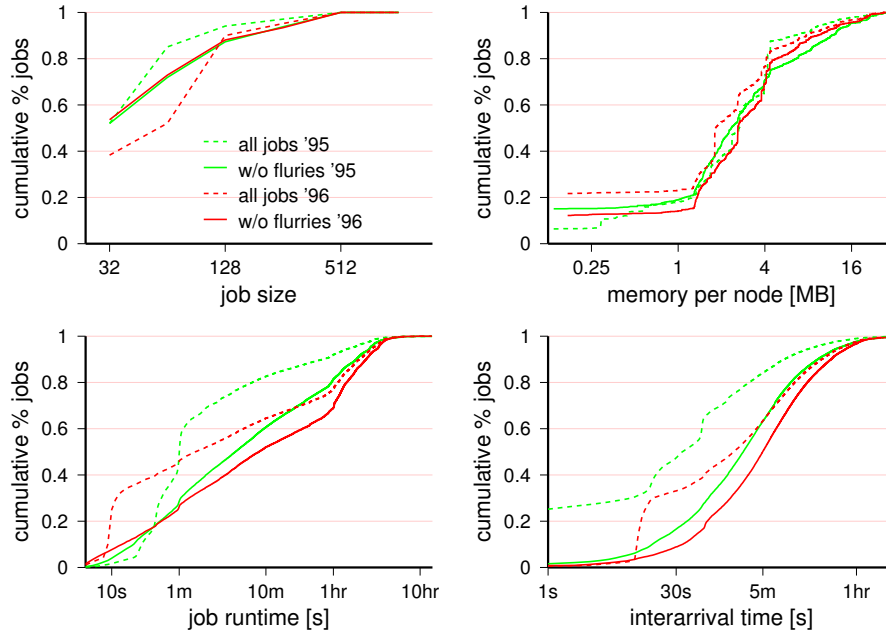 cumulative % jobs
1
0.8
0.6
0.4
0.2
0
all jobs '95
w/o fluries '95
all jobs '96
w/o flurries '96
32
128
512
job size
cumulative % jobs
1
0.8
0.6
0.4
0.2
0
0.25
1
4
16
memory per node [MB]
cumulative % jobs
1
0.8
0.6
0.4
0.2
0
10s
1m
10m
1hr
10hr
job runtime [s]
cumulative % jobs
1
0.8
0.6
0.4
0.2
0
1s
30s
5m
1hr
interarrival time [s]